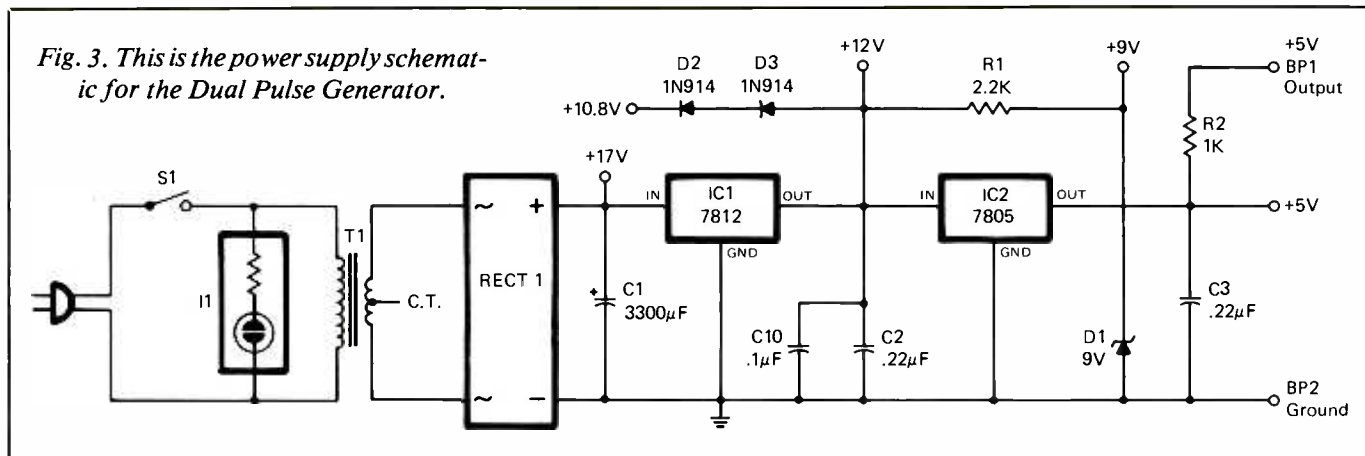 Fig. 3. This is the power supply schemat-
ic for the Dual Pulse Generator.
S1
I1
T1
C.T.
~
~
+
−
RECT 1
+17V
+
C1
3300µF
IN
IC1
7812
OUT
GND
+10.8V
D2
1N914
D3
1N914
+12V
R1
2.2K
+9V
C10
.1µF
C2
.22µF
IN
IC2
7805
OUT
GND
D1
9V
C3
.22µF
R2
1K
+5V
BP1
Output
+5V
BP2
Ground